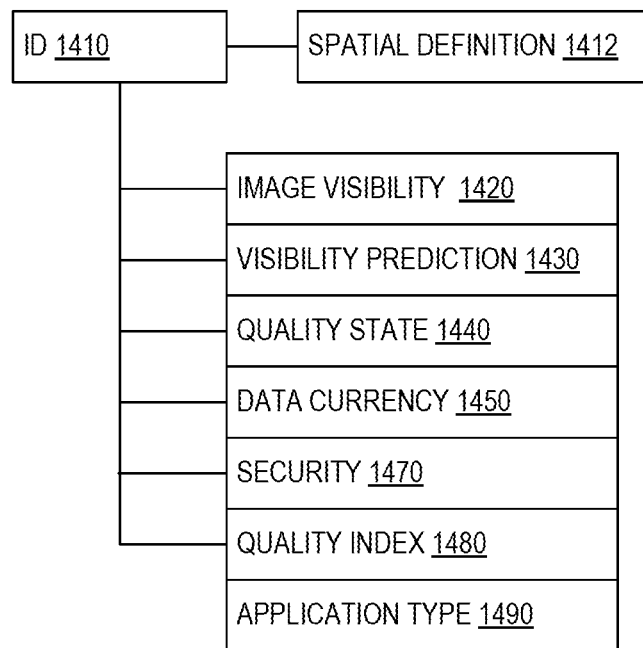 ID 1410
SPATIAL DEFINITION 1412
IMAGE VISIBILITY 1420
VISIBILITY PREDICTION 1430
QUALITY STATE 1440
DATA CURRENCY 1450
SECURITY 1470
QUALITY INDEX 1480
APPLICATION TYPE 1490